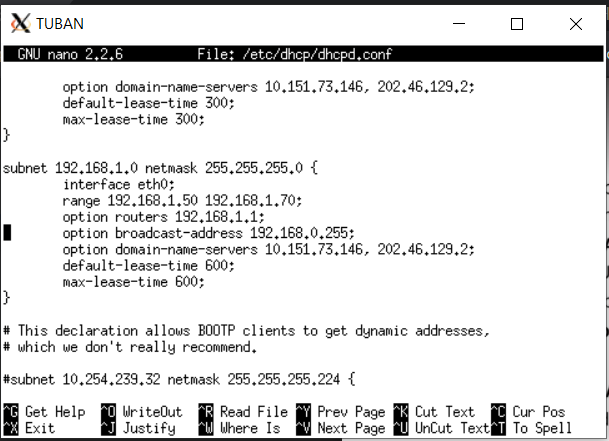 TUBAN
GNU nano 2.2.6 File: /etc/dhcp/dhcpd.conf
option domain-name-servers 10.151.73.146, 202.46.129.2;
default-lease-time 300;
max-lease-time 300;
}
subnet 192.168.1.0 netmask 255.255.255.0 {
interface eth0;
range 192.168.1.50 192.168.1.70;
option routers 192.168.1.1;
option broadcast-address 192.168.0.255;
option domain-name-servers 10.151.73.146, 202.46.129.2;
default-lease-time 600;
max-lease-time 600;
}
# This declaration allows BOOTP clients to get dynamic addresses,
# which we don't really recommend.
#subnet 10.254.239.32 netmask 255.255.255.224 {
^G Get Help ^O WriteOut ^R Read File ^Y Prev Page ^K Cut Text ^C Cur Pos
^X Exit ^J Justify ^W Where Is ^V Next Page ^U UnCut Text ^T To Spell